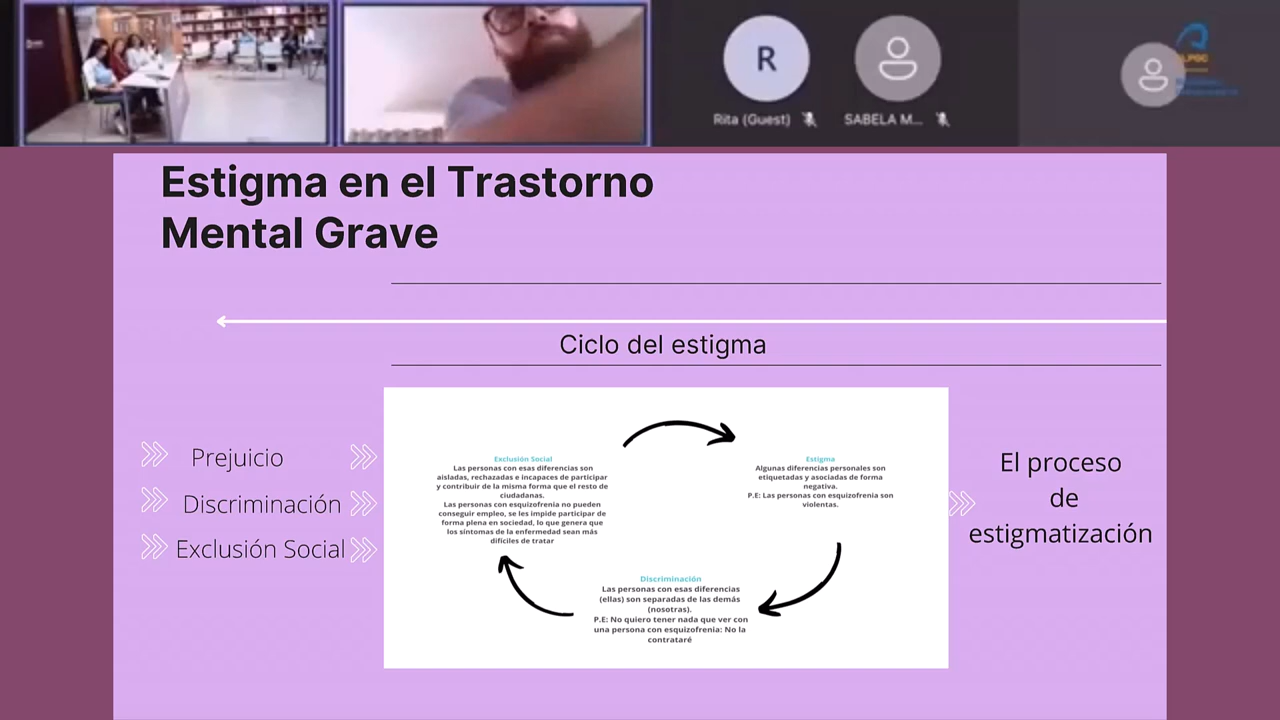 R
Rita (Guest)
SABELA M...
Estigma en el Trastorno
Mental Grave
Ciclo del estigma
Prejuicio
Discriminación
Exclusión Social
Exclusión Social
Las personas con esas diferencias son
aisladas, rechazadas e incapaces de participar
y contribuir de la misma forma que el resto de
ciudadanas.
Las personas con esquizofrenia no pueden
conseguir empleo, se les impide participar de
forma plena en sociedad, lo que genera que
los síntomas de la enfermedad sean más
difíciles de tratar
Estigma
Algunas diferencias personales son
etiquetadas y asociadas de forma
negativa.
P.E: Las personas con esquizofrenia son
violentas.
Discriminación
Las personas con esas diferencias
(ellas) son separadas de las demás
(nosotras).
P.E: No quiero tener nada que ver con
una persona con esquizofrenia: No la
contrataré
El proceso
de
estigmatización